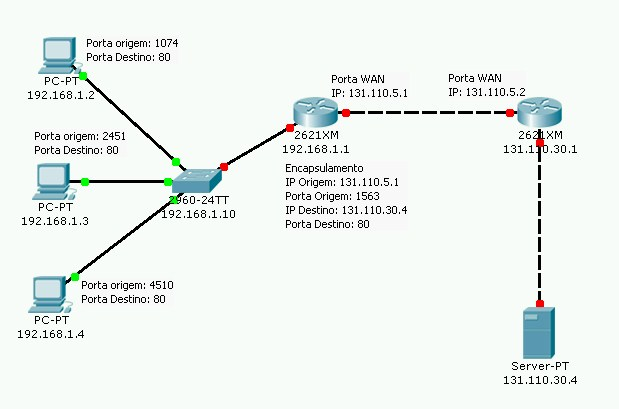 Porta origem: 1074
Porta Destino: 80
PC-PT
192.168.1.2
Porta origem: 2451
Porta Destino: 80
PC-PT
192.168.1.3
Porta origem: 4510
Porta Destino: 80
PC-PT
192.168.1.4
2960-24TT
192.168.1.10
2621XM
192.168.1.1
Encapsulamento
IP Origem: 131.110.5.1
Porta Origem: 1563
IP Destino: 131.110.30.4
Porta Destino: 80
Porta WAN
IP: 131.110.5.1
Porta WAN
IP: 131.110.5.2
2621XM
131.110.30.1
Server-PT
131.110.30.4